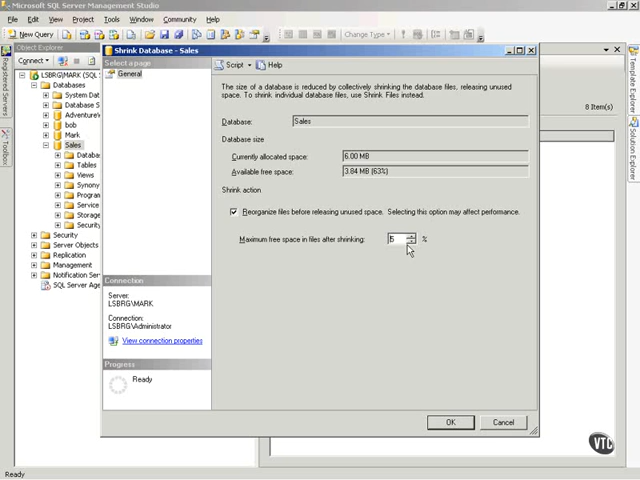 Microsoft SQL Server Management Studio
File Edit View Project Tools Window Community Help
New Query
Change Type
Object Explorer
Connect
LSBRG\MARK (SQL
Databases
System Dat
Database S
Adventure
bob
Mark
Sales
Databa
Tables
Views
Synony
Program
Service
Storage
Securit
Security
Server Objects
Replication
Management
Notification Serv
SQL Server Age
Registered Servers
Toolbox
Shrink Database - Sales
Select a page
General
Script Help
The size of a database is reduced by collectively shrinking the database files, releasing unused
space. To shrink individual database files, use Shrink Files instead.
Database: Sales
Database size
Currently allocated space: 6.00 MB
Available free space: 3.84 MB (63%)
Shrink action
Reorganize files before releasing unused space. Selecting this option may affect performance.
Maximum free space in files after shrinking: 5 %
Connection
Server:
LSBRG\MARK
Connection:
LSBRG\Administrator
View connection properties
Progress
Ready
OK Cancel
8 Item(s)
Template Explorer
Solution Explorer
VTC
Ready